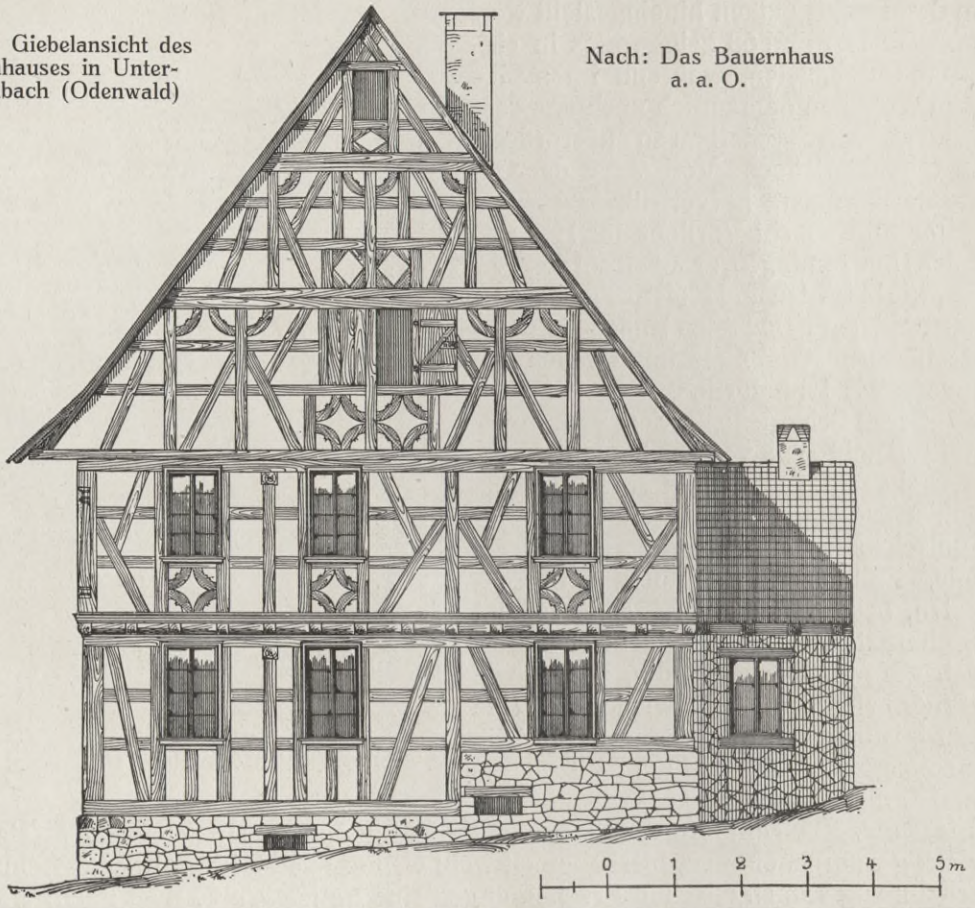 Giebelansicht des
hauses in Unter-
bach (Odenwald)
Nach: Das Bauernhaus
a. a. O.
0 1 2 3 4 5 m